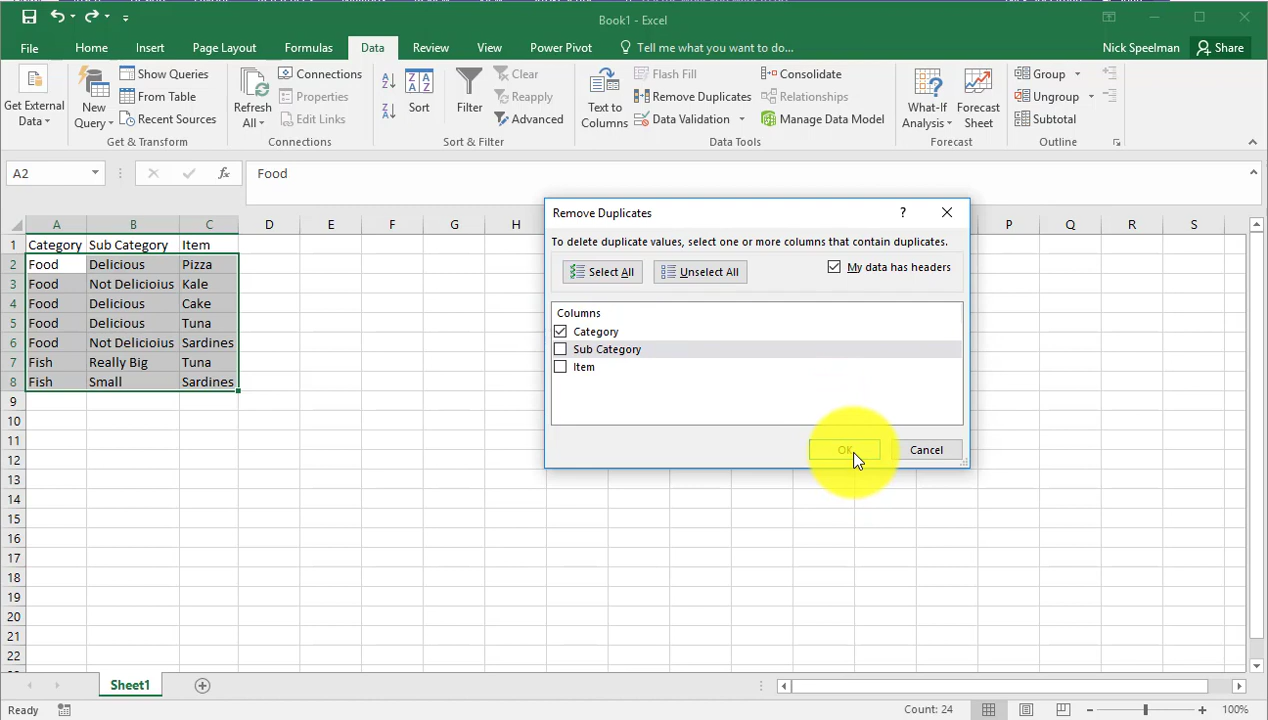 Book1 - Excel
File Home Insert Page Layout Formulas Data Review View Power Pivot Tell me what you want to do... Nick Speelman Share
Get External Data
New Query
Show Queries
From Table
Recent Sources
Get & Transform
Refresh All
Connections
Properties
Edit Links
Connections
Sort
Filter
Clear
Reapply
Advanced
Sort & Filter
Text to Columns
Flash Fill
Remove Duplicates
Data Validation
Consolidate
Relationships
Manage Data Model
Data Tools
What-If Analysis
Forecast Sheet
Forecast
Group
Ungroup
Subtotal
Outline
A2 fx Food
A B C D E F G H P Q R S
1 Category Sub Category Item
2 Food Delicious Pizza
3 Food Not Delicioius Kale
4 Food Delicious Cake
5 Food Delicious Tuna
6 Food Not Delicioius Sardines
7 Fish Really Big Tuna
8 Fish Small Sardines
9
10
11
12
13
14
15
16
17
18
19
20
21
22
Remove Duplicates ?
To delete duplicate values, select one or more columns that contain duplicates.
Select All Unselect All My data has headers
Columns
Category
Sub Category
Item
OK Cancel
Sheet1
Ready Count: 24 100%